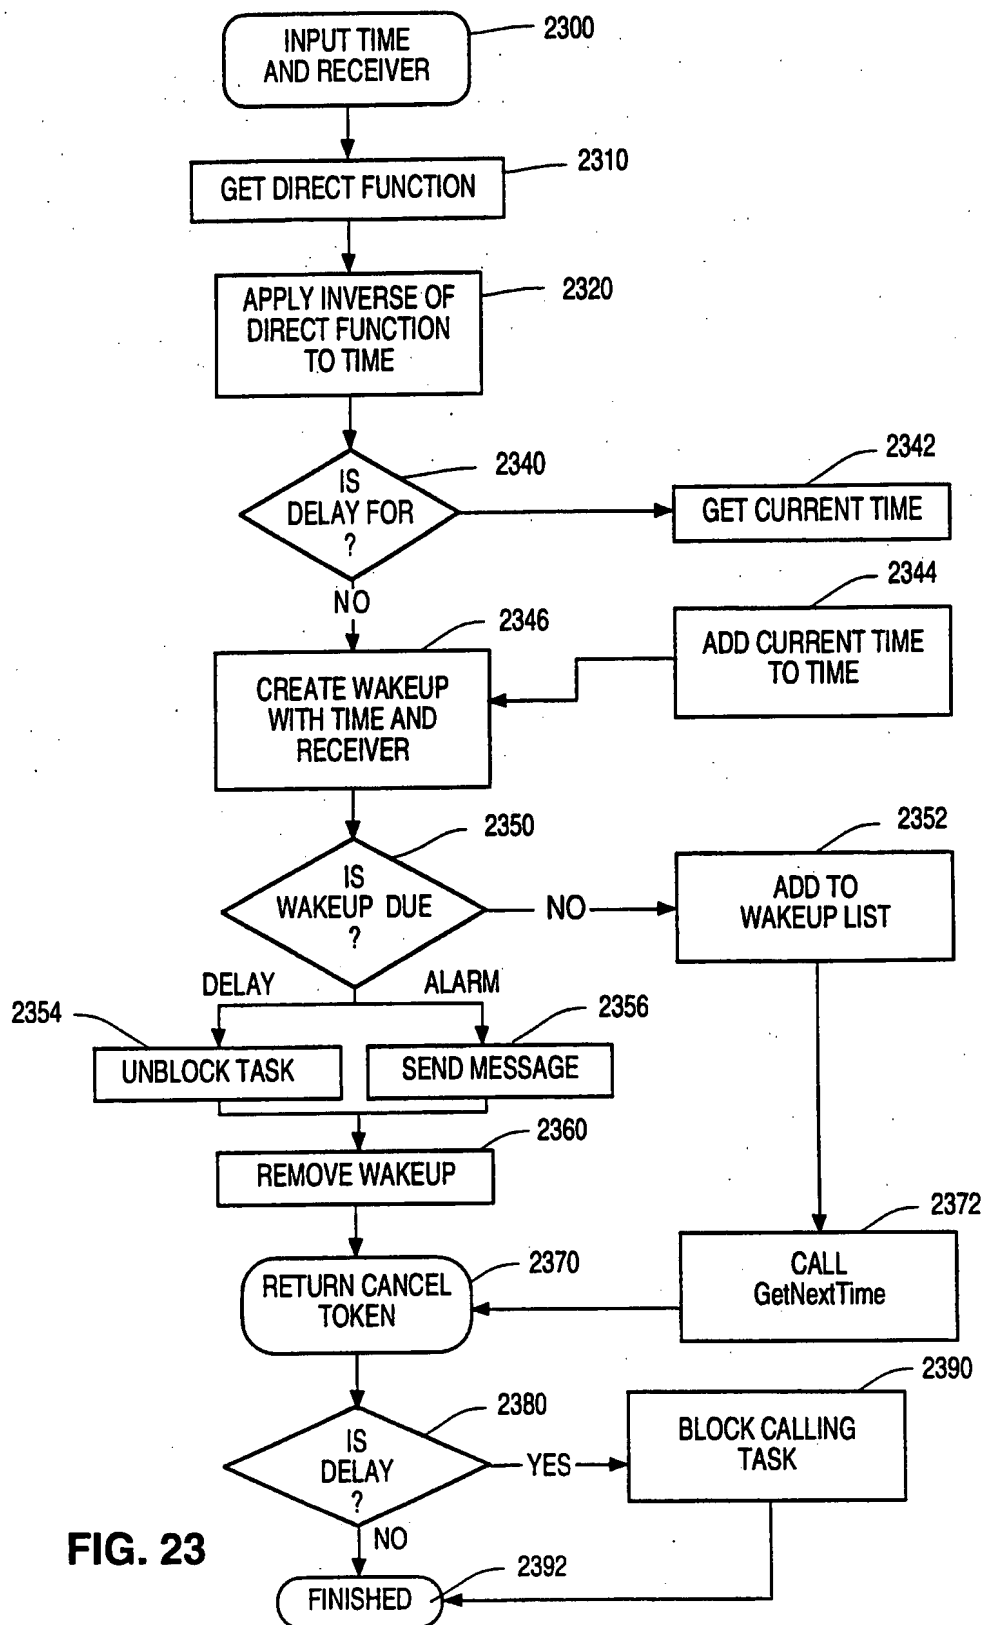 INPUT TIME
AND RECEIVER
2300
GET DIRECT FUNCTION
2310
APPLY INVERSE OF
DIRECT FUNCTION
TO TIME
2320
IS
DELAY FOR
?
2340
GET CURRENT TIME
2342
NO
ADD CURRENT TIME
TO TIME
2344
CREATE WAKEUP
WITH TIME AND
RECEIVER
2346
IS
WAKEUP DUE
?
2350
NO
ADD TO
WAKEUP LIST
2352
DELAY
ALARM
UNBLOCK TASK
2354
SEND MESSAGE
2356
REMOVE WAKEUP
2360
RETURN CANCEL
TOKEN
2370
CALL
GetNextTime
2372
IS
DELAY
?
2380
YES
BLOCK CALLING
TASK
2390
NO
FINISHED
2392
FIG. 23